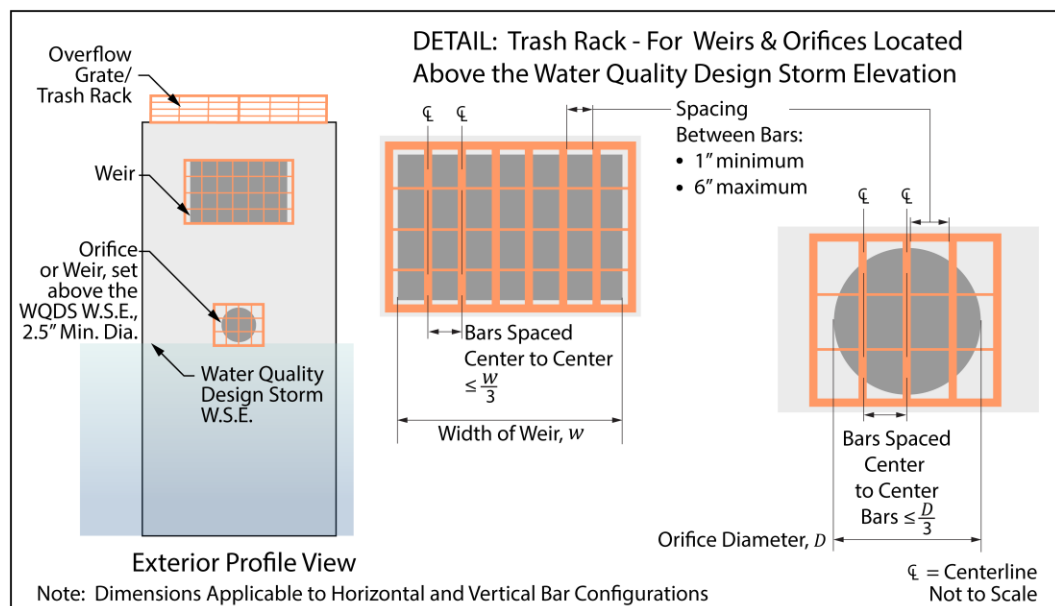 DETAIL: Trash Rack - For Weirs & Orifices Located
Above the Water Quality Design Storm Elevation
Overflow
Grate/
Trash Rack
Weir
Orifice
or Weir, set
above the
WQDS W.S.E.,
2.5” Min. Dia.
Water Quality
Design Storm
W.S.E.
Exterior Profile View
℄ ℄
Spacing
Between Bars:
• 1” minimum
• 6” maximum
Bars Spaced
Center to Center
≤ w/3
Width of Weir, w
℄ ℄
Bars Spaced
Center
to Center
Bars ≤ D/3
Orifice Diameter, D
℄ = Centerline
Not to Scale
Note: Dimensions Applicable to Horizontal and Vertical Bar Configurations